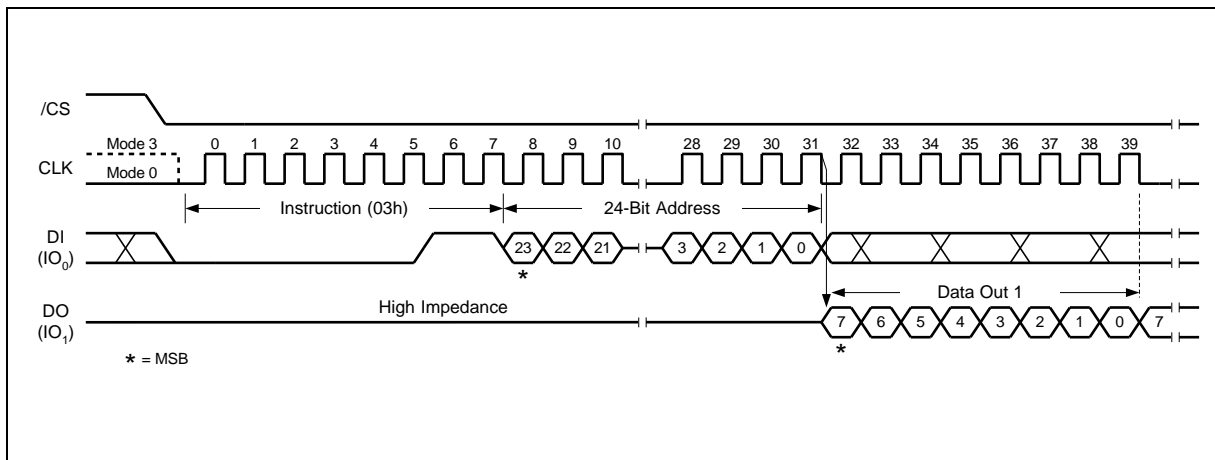 /CS
Mode 3 0 1 2 3 4 5 6 7 8 9 10 28 29 30 31 32 33 34 35 36 37 38 39
CLK Mode 0
Instruction (03h) 24-Bit Address
DI
(IO0) 23 22 21 3 2 1 0
*
High Impedance Data Out 1
DO
(IO1) 7 6 5 4 3 2 1 0 7
*
* = MSB